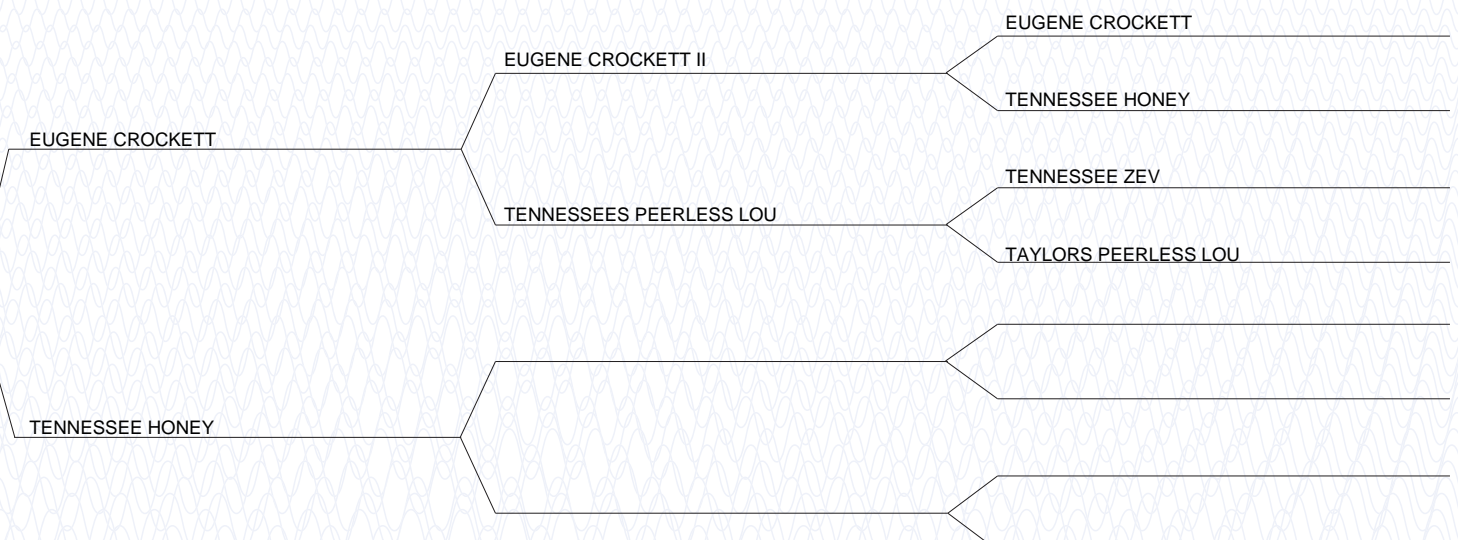 EUGENE CROCKETT
EUGENE CROCKETT II
TENNESSEE HONEY
EUGENE CROCKETT
TENNESSEE ZEV
TENNESSEES PEERLESS LOU
TAYLORS PEERLESS LOU
TENNESSEE HONEY